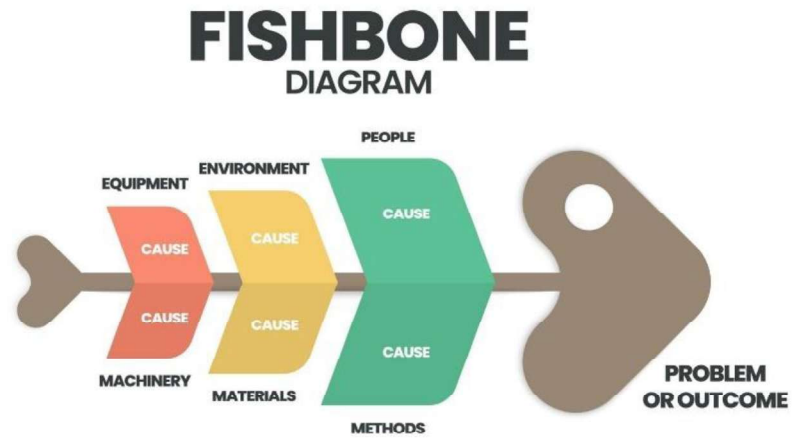 FISHBONE
DIAGRAM
PEOPLE
ENVIRONMENT
EQUIPMENT
CAUSE
CAUSE
CAUSE
CAUSE
CAUSE
CAUSE
MACHINERY
MATERIALS
METHODS
PROBLEM
OR OUTCOME